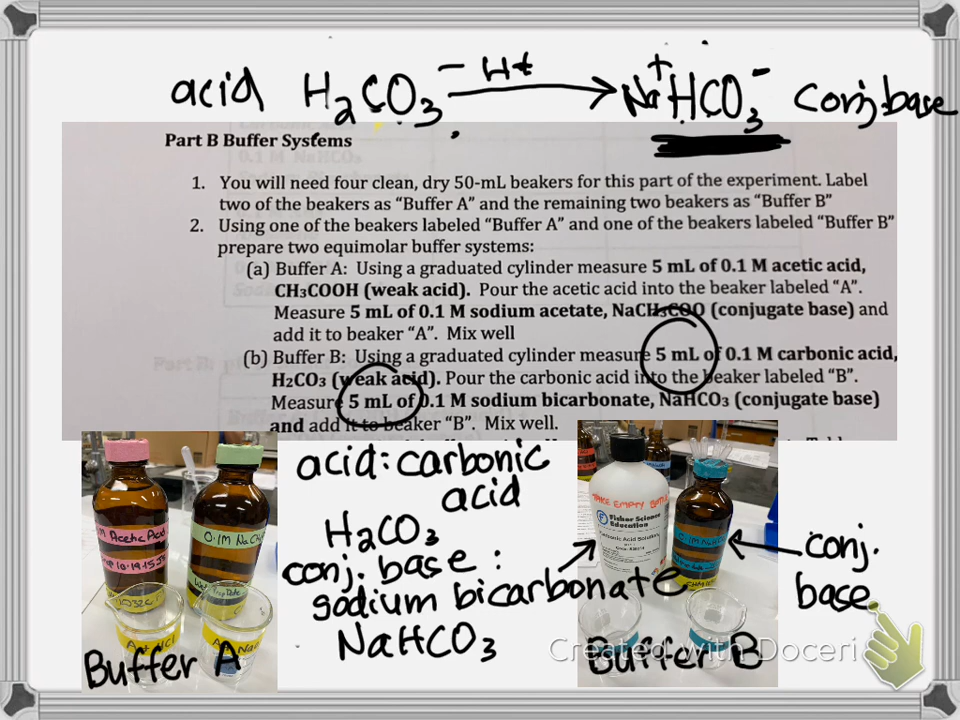 acid H2CO3 - H+ → Na+HCO3- conj. base
Part B Buffer Systems
1. You will need four clean, dry 50-mL beakers for this part of the experiment. Label
two of the beakers as “Buffer A” and the remaining two beakers as “Buffer B”
2. Using one of the beakers labeled “Buffer A” and one of the beakers labeled “Buffer B”
prepare two equimolar buffer systems:
(a) Buffer A: Using a graduated cylinder measure 5 mL of 0.1 M acetic acid,
CH3COOH (weak acid). Pour the acetic acid into the beaker labeled “A”.
Measure 5 mL of 0.1 M sodium acetate, NaCH3COO (conjugate base) and
add it to beaker “A”. Mix well
(b) Buffer B: Using a graduated cylinder measure 5 mL of 0.1 M carbonic acid,
H2CO3 (weak acid). Pour the carbonic acid into the beaker labeled “B”.
Measure 5 mL of 0.1 M sodium bicarbonate, NaHCO3 (conjugate base)
and add it to beaker “B”. Mix well.
acid: carbonic
acid
H2CO3
conj. base:
sodium bicarbonate
NaHCO3
M Acetic Acid
0.1M
Buffer A
Fisher Science
Education
conj.
base
Buffer B
Created with Doceri